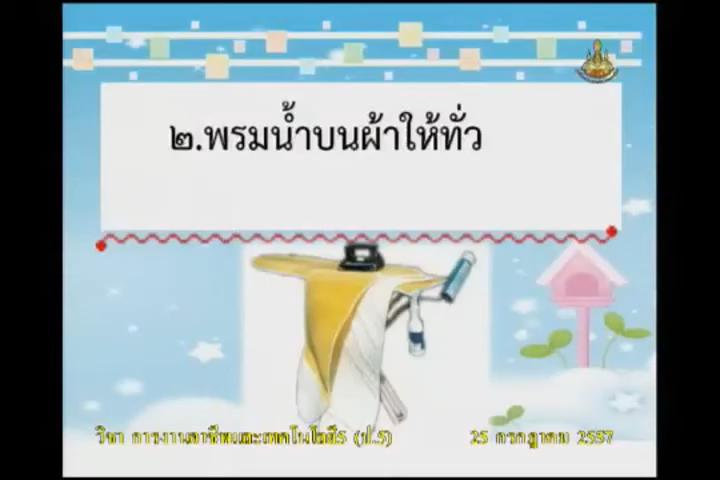 ๒.พรมน้ำบนผ้าให้ทั่ว
วิชา การงานอาชีพและเทคโนโลยี5 (ป.5)
25 กรกฎาคม 2557